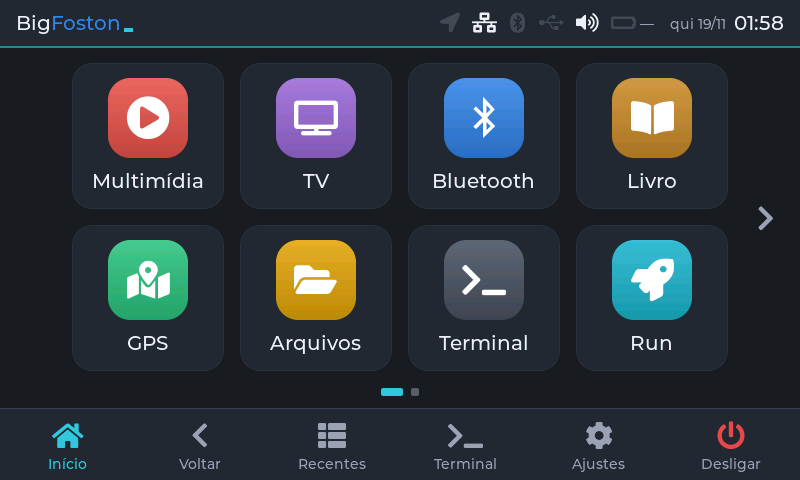 BigFoston
— qui 19/11 01:58
Multimídia TV Bluetooth Livro
GPS Arquivos Terminal Run
Início Voltar Recentes Terminal Ajustes Desligar